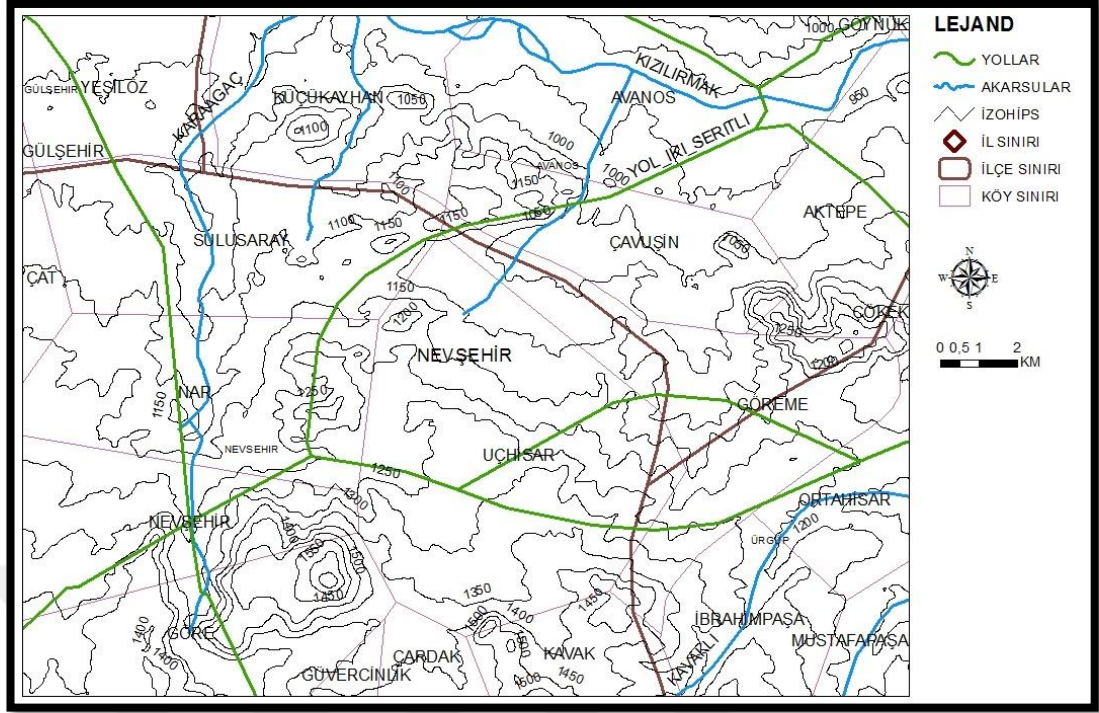 1000
GÖYNÜK
LEJAND
YOLLAR
AKARSULAR
İZOHİPS
İL SINIRI
İLÇE SINIRI
KÖY SINIRI
N
W
E
S
0 0,5 1 2
KM
KIZILIRMAK
GÜLŞEHİR
YEŞİLÖZ
KARAAGAÇ
KÜÇÜKAYHAN
1050
AVANOS
950
1100
1000
GÜLŞEHİR
YOL_IKI_SERITLI
AVANOS
1000
1150
1100
1150
1050
1100
1150
AKTEPE
SULUSARAY
ÇAVUŞİN
1050
ÇAT
1150
1200
ÇÖKEK
1250
NEVŞEHİR
1200
NAR
1250
1150
GÖREME
NEVSEHIR
UÇHİSAR
1250
1300
ORTAHİSAR
NEVŞEHİR
1400
1200
ÜRGÜP
1550
1500
1450
1350
1450
1400
1500
İBRAHİMPAŞA
GÖRE
1400
1400
1500
MUSTAFAPAŞA
ÇARDAK
KAVAK
KAVAKLI
GÜVERCİNLİK
1500
1450